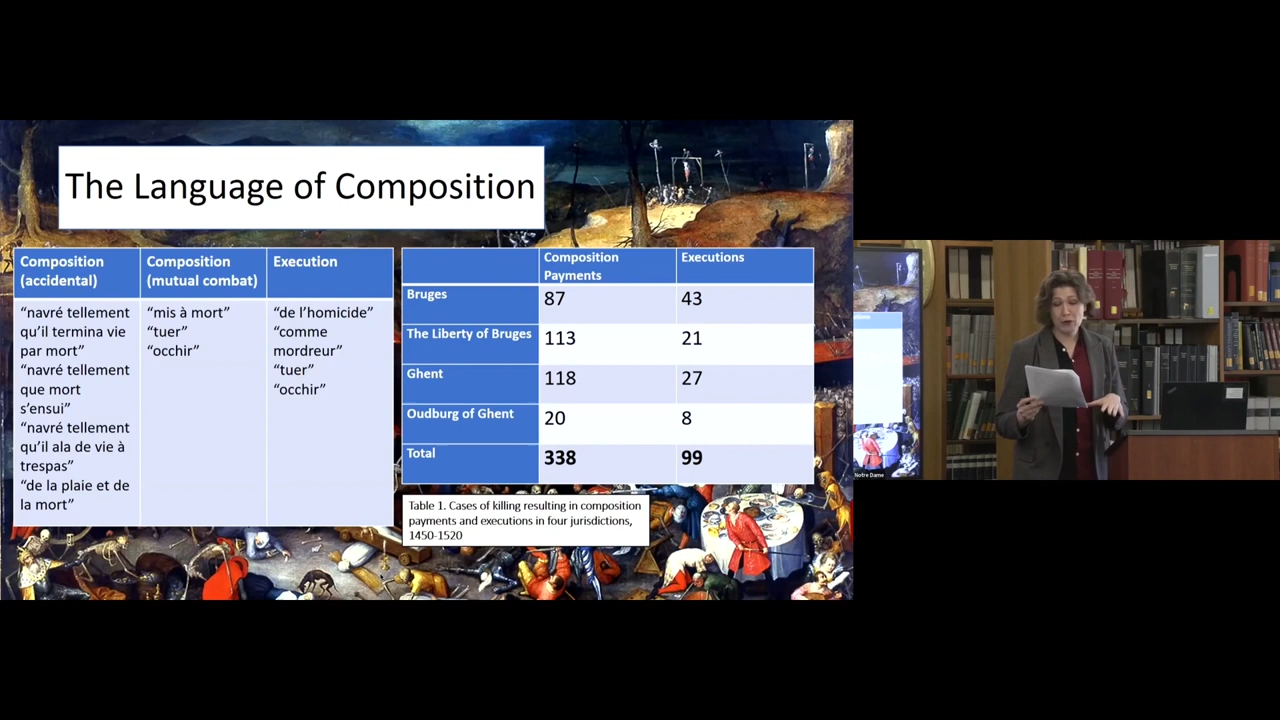 The Language of Composition
Composition
(accidental)
Composition
(mutual combat)
Execution
“navré tellement
qu’il termina vie
par mort”
“navré tellement
que mort
s’ensui”
“navré tellement
qu’il ala de vie à
trespas”
“de la plaie et de
la mort”
“mis à mort”
“tuer”
“occhir”
“de l’homicide”
“comme
mordreur”
“tuer”
“occhir”
Composition
Payments
Executions
Bruges 87 43
The Liberty of Bruges 113 21
Ghent 118 27
Oudburg of Ghent 20 8
Total 338 99
Table 1. Cases of killing resulting in composition
payments and executions in four jurisdictions,
1450-1520
Notre Dame